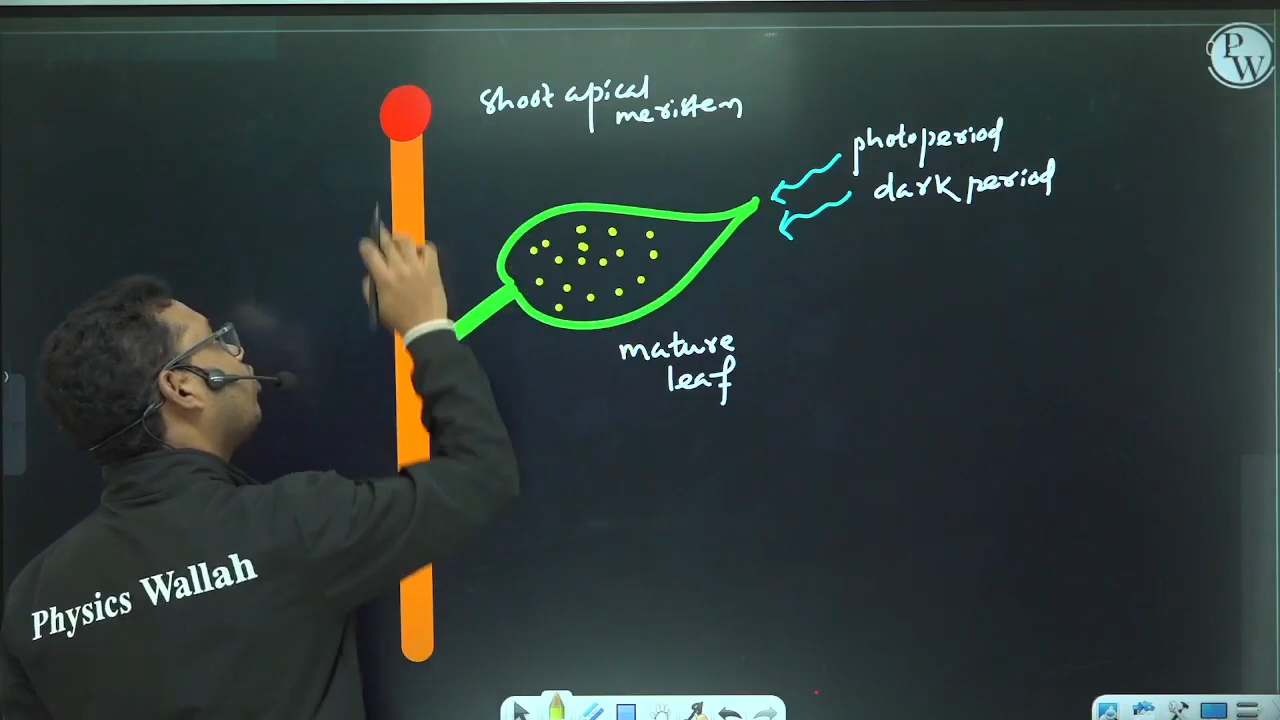 PW
shoot apical
meristem
photoperiod
dark period
mature
leaf
Physics Wallah